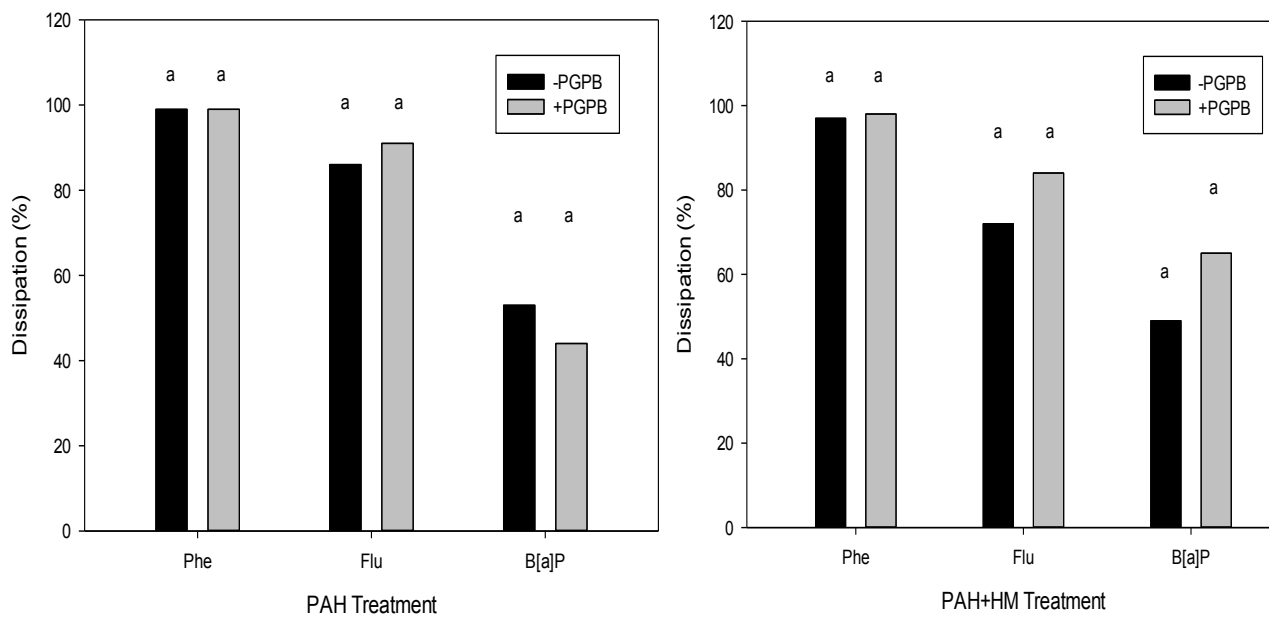 120
100
80
60
40
20
0
Dissipation (%)
a a
a a
a a
-PGPB
+PGPB
Phe Flu B[a]P
PAH Treatment
120
100
80
60
40
20
0
Dissipation (%)
a a
a a
a
a
-PGPB
+PGPB
Phe Flu B[a]P
PAH+HM Treatment